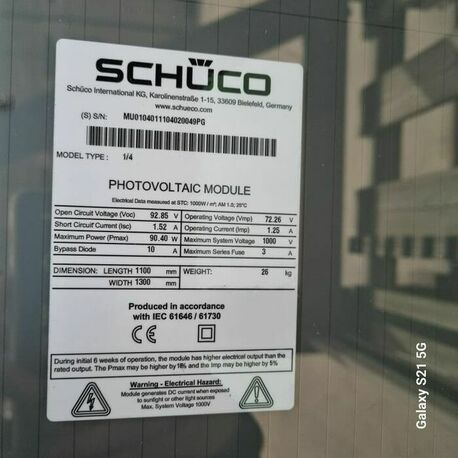 SCHÜCO
Schüco International KG, Karolinenstraße 1-15, 33609 Bielefeld, Germany
www.schueco.com
(S) S/N: MU0104011104020049PG
MODEL TYPE : 1/4
PHOTOVOLTAIC MODULE
Electrical Data measured at STC: 1000W / m²; AM 1.5; 25°C
Open Circuit Voltage (Voc) 92.85 V Operating Voltage (Vmp) 72.26 V
Short Circuit Current (Isc) 1.52 A Operating Current (Imp) 1.25 A
Maximum Power (Pmax) 90.40 W Maximum System Voltage 1000 V
Bypass Diode 10 A Maximum Series Fuse 3 A
DIMENSION: LENGTH 1100 mm WEIGHT: 26 kg
WIDTH 1300 mm
Produced in accordance
with IEC 61646 / 61730
CE
During initial 6 weeks of operation, the module has higher electrical output than the
rated output. The Pmax may be higher by 18% and the Imp may be higher by 5%
Warning - Electrical Hazard:
Module generates DC current when exposed
to sunlight or other light sources
Max. System Voltage 1000V
Galaxy S21 5G